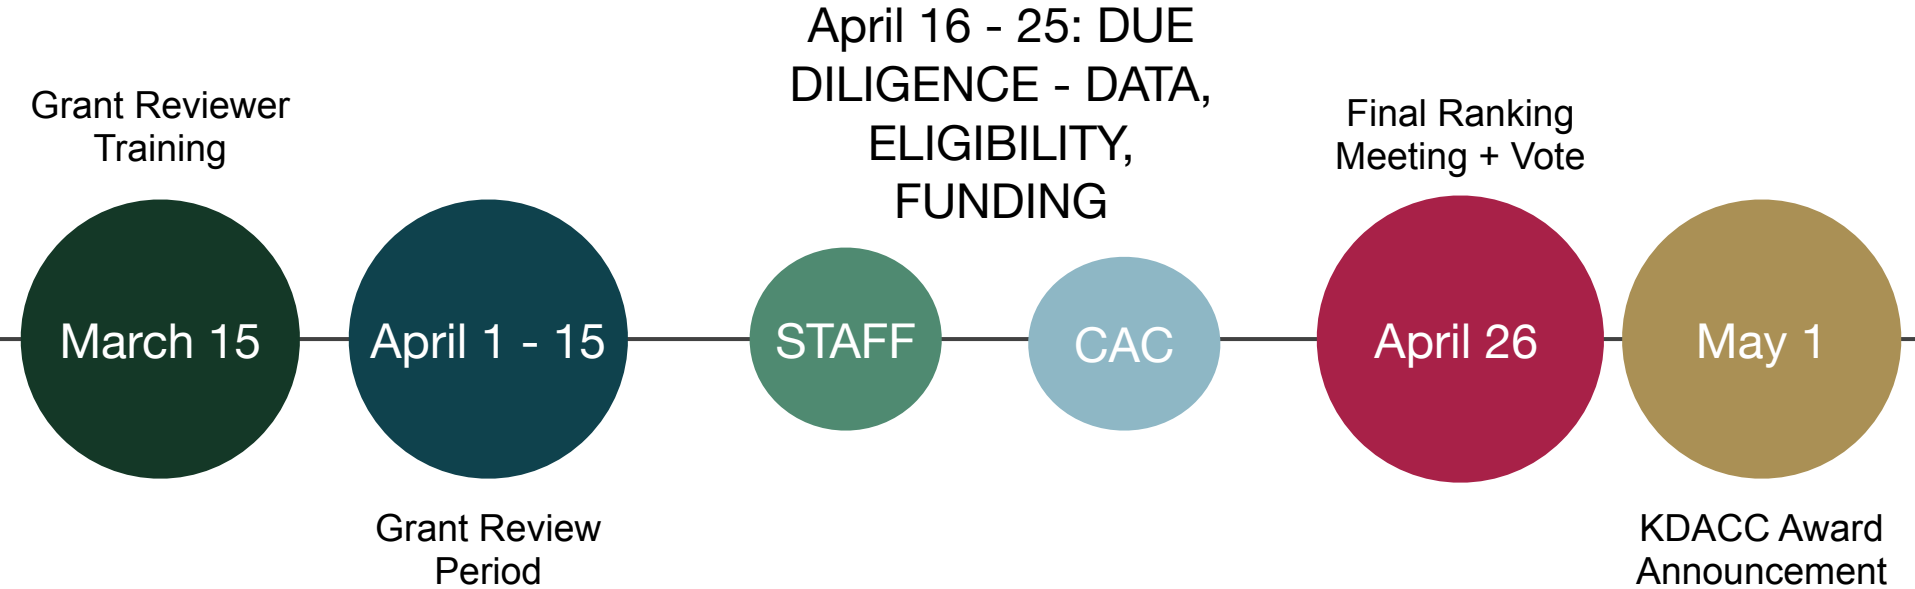 Grant Reviewer
Training
March 15
April 1 - 15
Grant Review
Period
April 16 - 25: DUE
DILIGENCE - DATA,
ELIGIBILITY,
FUNDING
STAFF
CAC
Final Ranking
Meeting + Vote
April 26
May 1
KDACC Award
Announcement